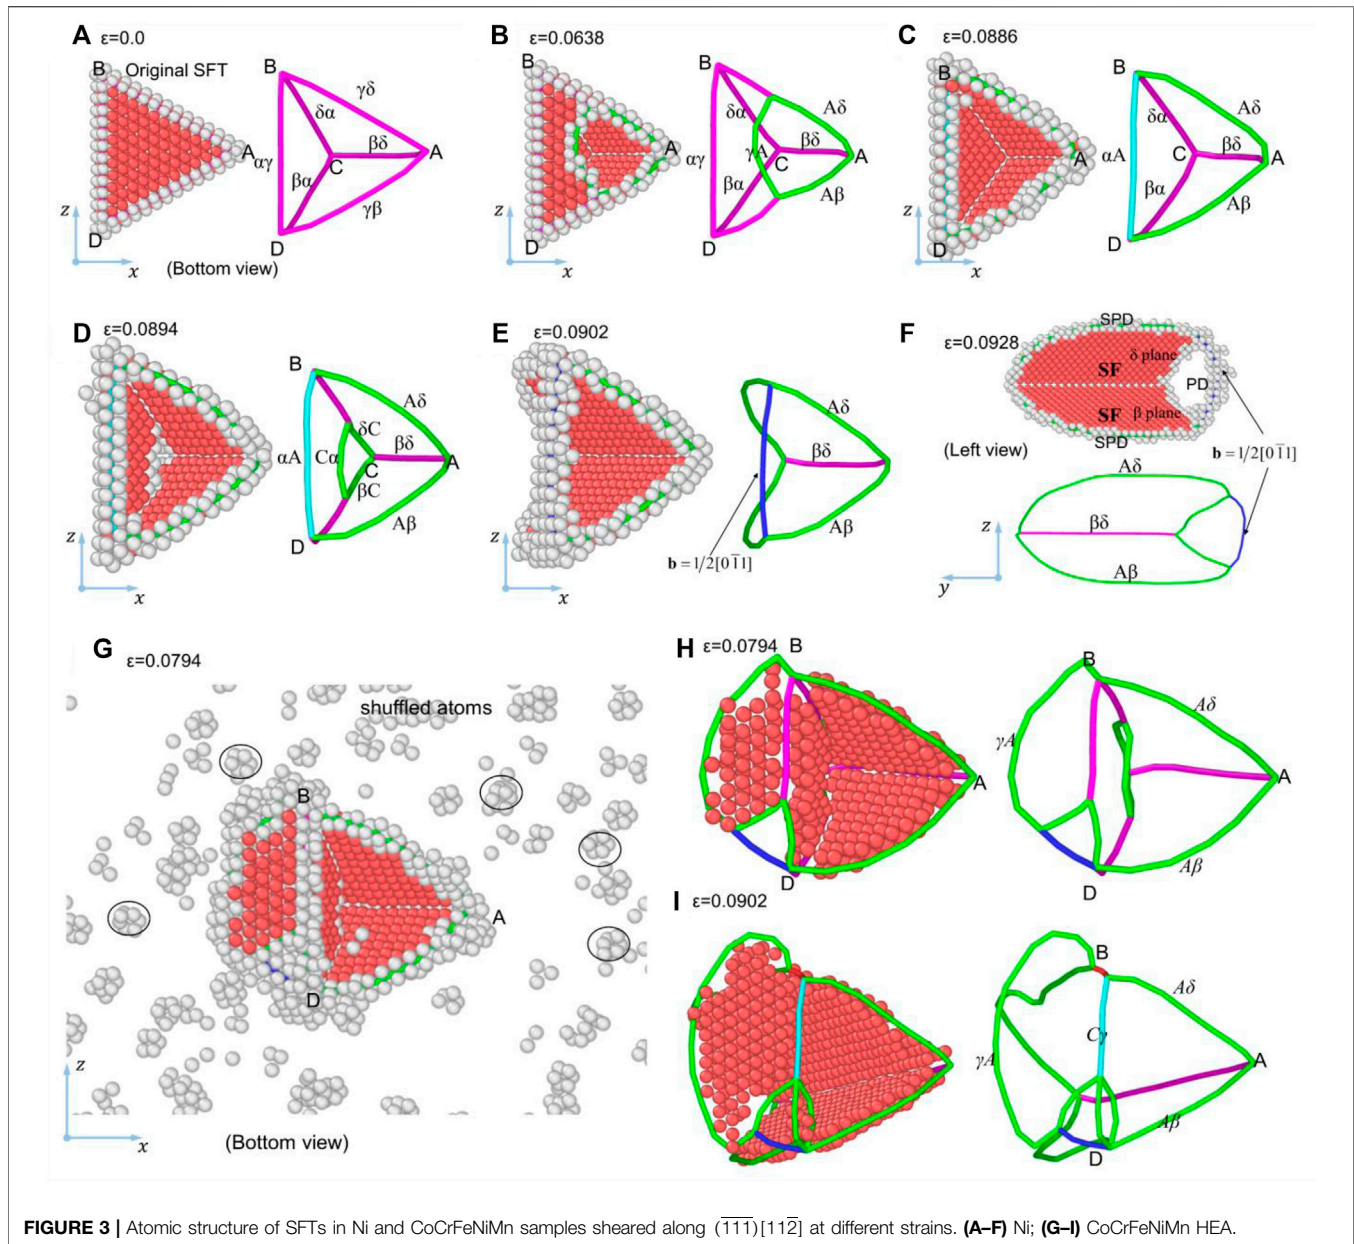 A ε=0.0
B Original SFT
A
D
z
x
(Bottom view)
B
γδ
δα
βδ
A
αγ
C
βα
γβ
D
B ε=0.0638
B
A
D
z
x
B
δα
Aδ
βδ
A
αγ
γA
C
βα
Aβ
D
C ε=0.0886
B
A
D
z
x
B
δα
Aδ
βδ
αA
C
A
βα
Aβ
D
D ε=0.0894
z
x
B
Aδ
δC
βδ
αA
Cα
C
A
βC
Aβ
D
E ε=0.0902
z
x
Aδ
βδ
Aβ
b = 1/2[01̅1]
F ε=0.0928
SPD
δ plane
SF
PD
SF
β plane
SPD
(Left view)
b = 1/2[01̅1]
Aδ
z
βδ
Aβ
y
G ε=0.0794
shuffled atoms
B
A
D
z
x
(Bottom view)
H ε=0.0794
B
A
D
B
Aδ
γA
A
Aβ
D
I ε=0.0902
B
Aδ
Cγ
γA
A
Aβ
D
FIGURE 3 | Atomic structure of SFTs in Ni and CoCrFeNiMn samples sheared along (1̅1̅1̅)[112̅] at different strains. (A–F) Ni; (G–I) CoCrFeNiMn HEA.